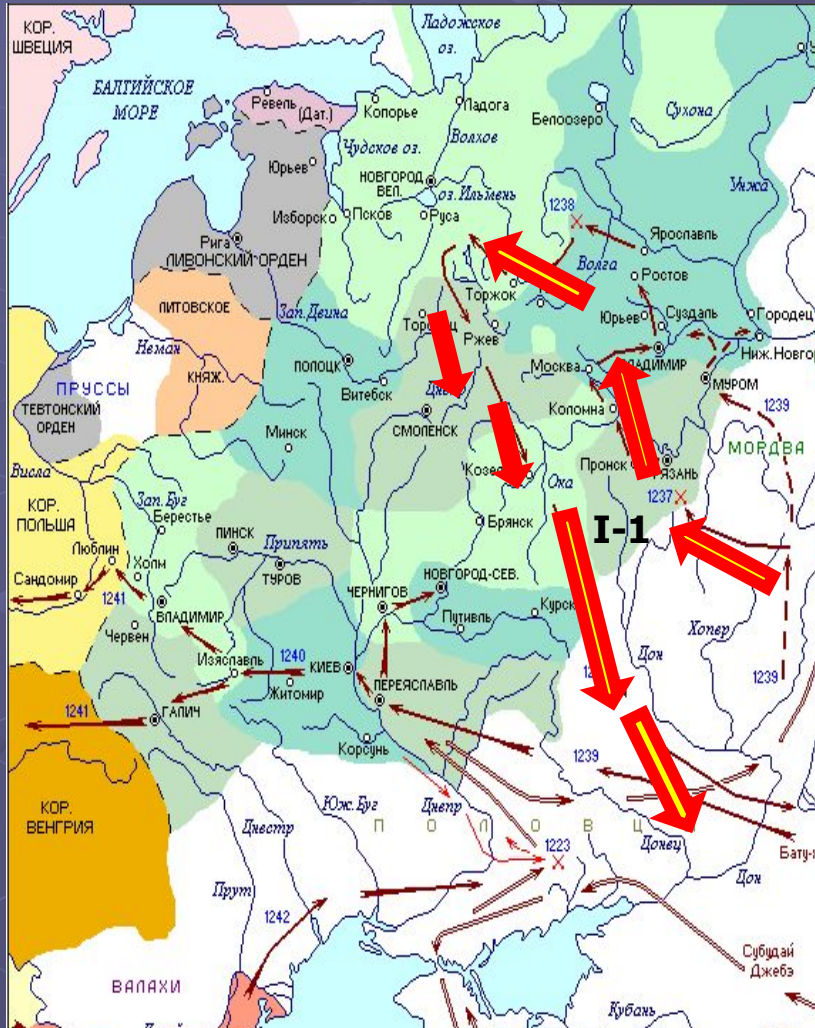 КОР.
ШВЕЦИЯ
Ладожское
оз.
БАЛТИЙСКОЕ
МОРЕ
Ревель
(Дат.)
Копорье
Ладога
Белоозеро
Сухона
Чудское оз.
Волхов
Юрьев
НОВГОРОД
ВЕЛ.
оз. Ильмень
Унжа
Изборск
Псков
Руса
1238
Рига
ЛИВОНСКИЙ ОРДЕН
Ярославль
Волга
Ростов
ЛИТОВСКОЕ
Зап. Двина
Торжок
Юрьев
Суздаль
Городец
Ржев
Неман
ПОЛОЦК
Москва
Ниж. Новгор
КНЯЖ.
Витебск
МУРОМ
ПРУССЫ
ТЕВТОНСКИЙ
ОРДЕН
СМОЛЕНСК
Коломна
1239
Минск
МОРДВА
Висла
Пронск
Зап. Буг
Ока
1237
КОР.
ПОЛЬША
Берестье
ПИНСК
Брянск
I-1
Люблин
Припять
Холм
ТУРОВ
НОВГОРОД-СЕВ.
Сандомир
1241
ВЛАДИМИР
ЧЕРНИГОВ
Путивль
Курск
Хопер
Червен
Дон
Изяславль
1240
КИЕВ
1239
Житомир
ПЕРЕЯСЛАВЛЬ
1241
ГАЛИЧ
Корсунь
1239
КОР.
ВЕНГРИЯ
Юж. Буг
Днепр
Днестр
ПОЛОВЦ
Донец
1223
Бату-х
Дон
Прут
1242
Субудай
Джебэ
ВАЛАХИ
Кубань